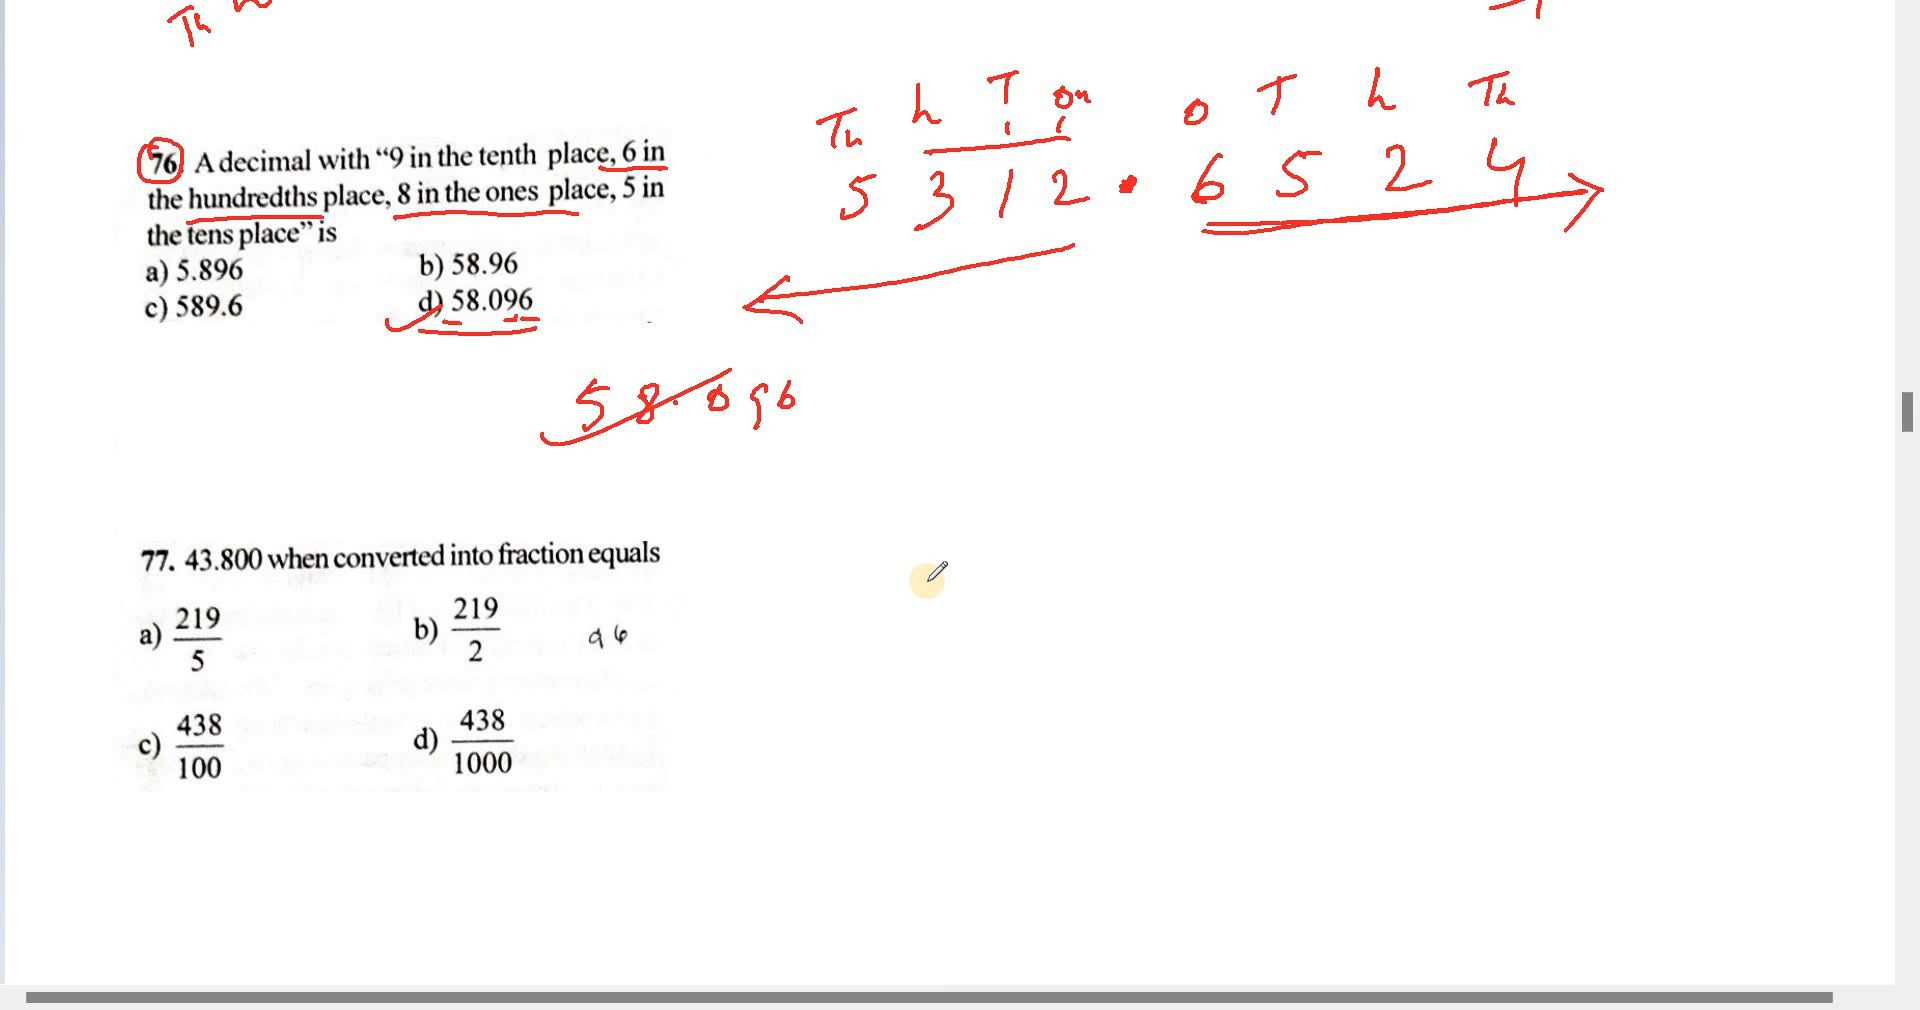 Th
Th h T on o T h Th
5 3 1 2 . 6 5 2 4
76 A decimal with “9 in the tenth place, 6 in
the hundredths place, 8 in the ones place, 5 in
the tens place” is
a) 5.896 b) 58.96
c) 589.6 d) 58.096
58.096
77. 43.800 when converted into fraction equals
a) 219/5 b) 219/2
c) 438/100 d) 438/1000